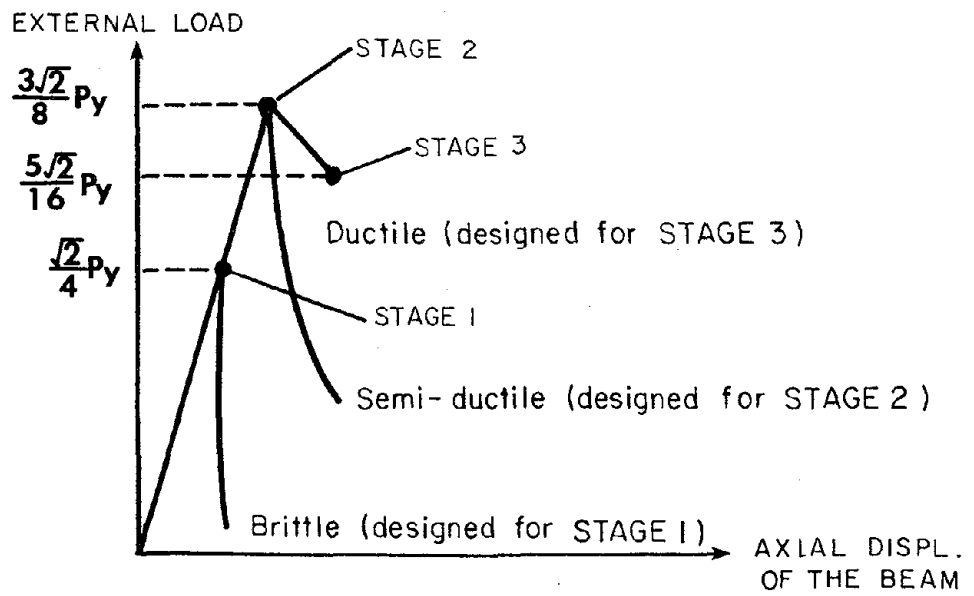 EXTERNAL LOAD
STAGE 2
3√2/8 Py
STAGE 3
5√2/16 Py
Ductile (designed for STAGE 3)
√2/4 Py
STAGE 1
Semi-ductile (designed for STAGE 2)
Brittle (designed for STAGE 1)
AXIAL DISPL.
OF THE BEAM